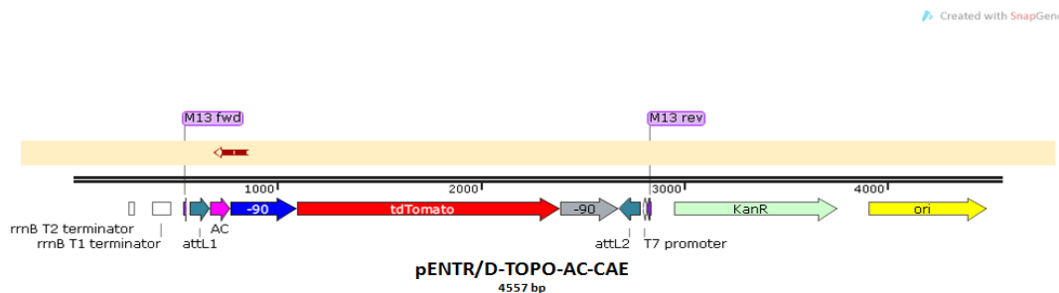 Created with SnapGene
M13 fwd
M13 rev
1000
2000
3000
4000
-90
tdTomato
-90
KanR
ori
rrnB T2 terminator
AC
rrnB T1 terminator
attL1
attL2
T7 promoter
pENTR/D-TOPO-AC-CAE
4557 bp